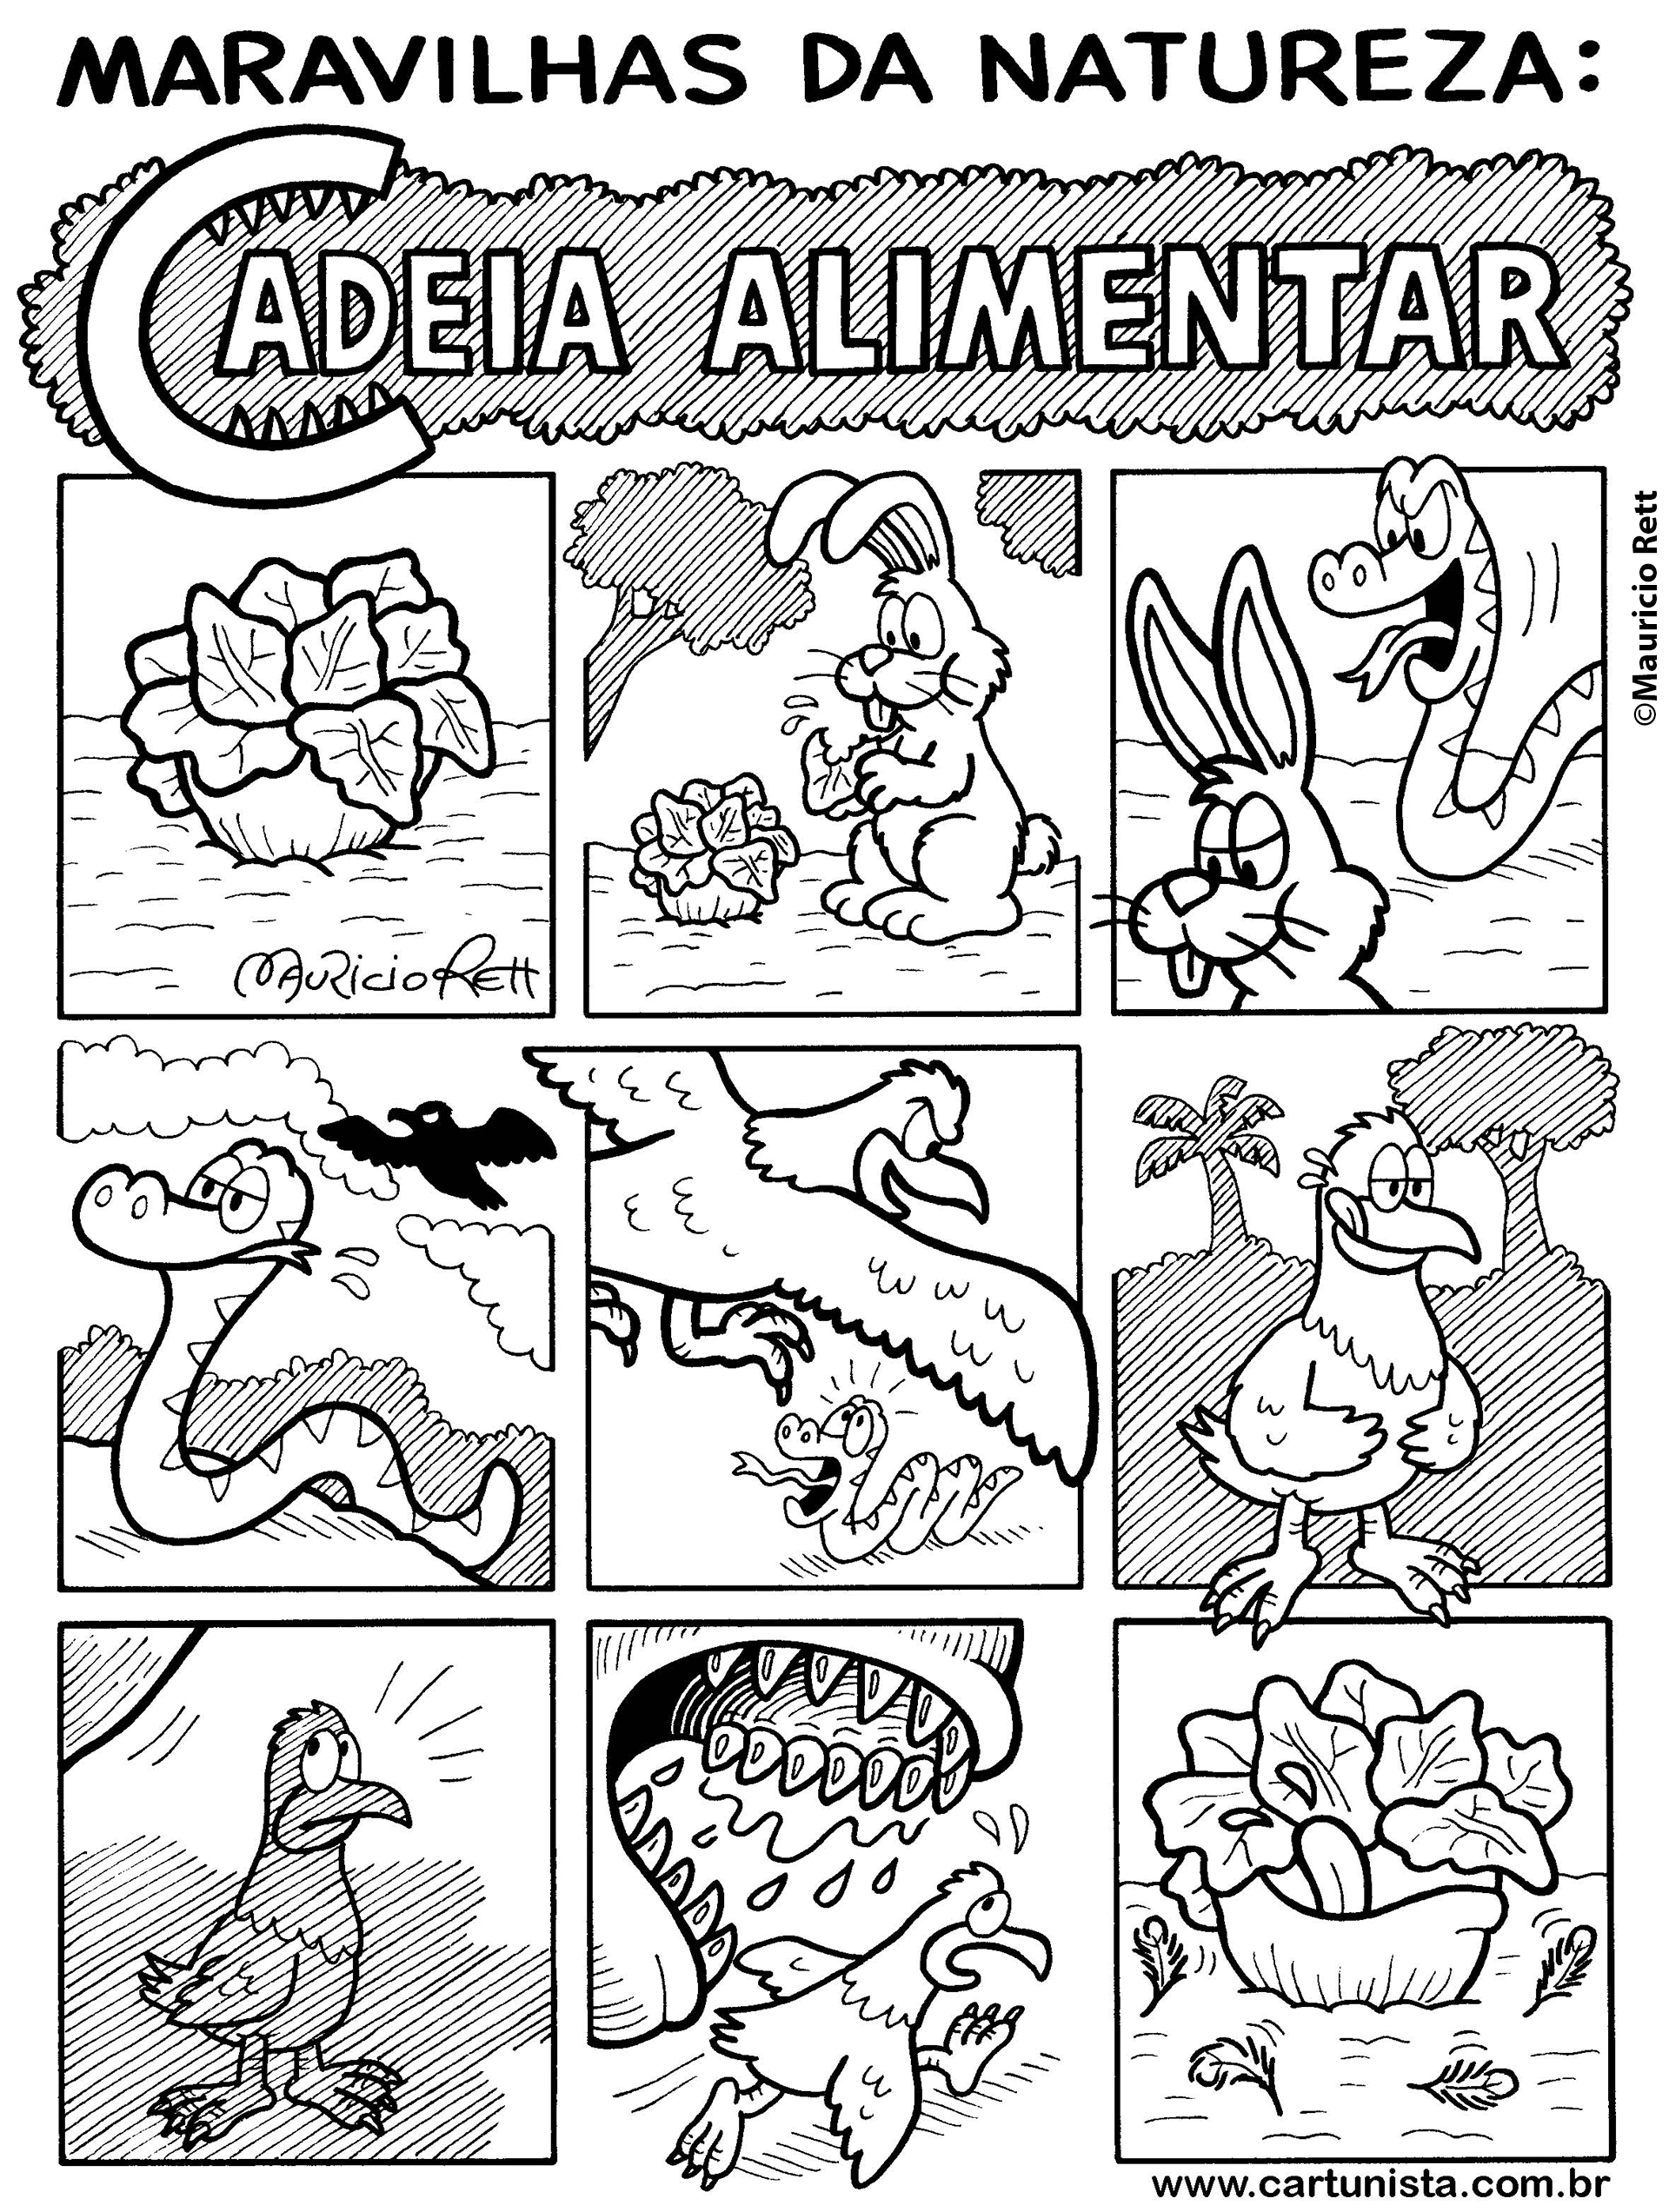 MARAVILHAS DA NATUREZA:
CADEIA ALIMENTAR
©Mauricio Rett
MAURICIO RETT
www.cartunista.com.br